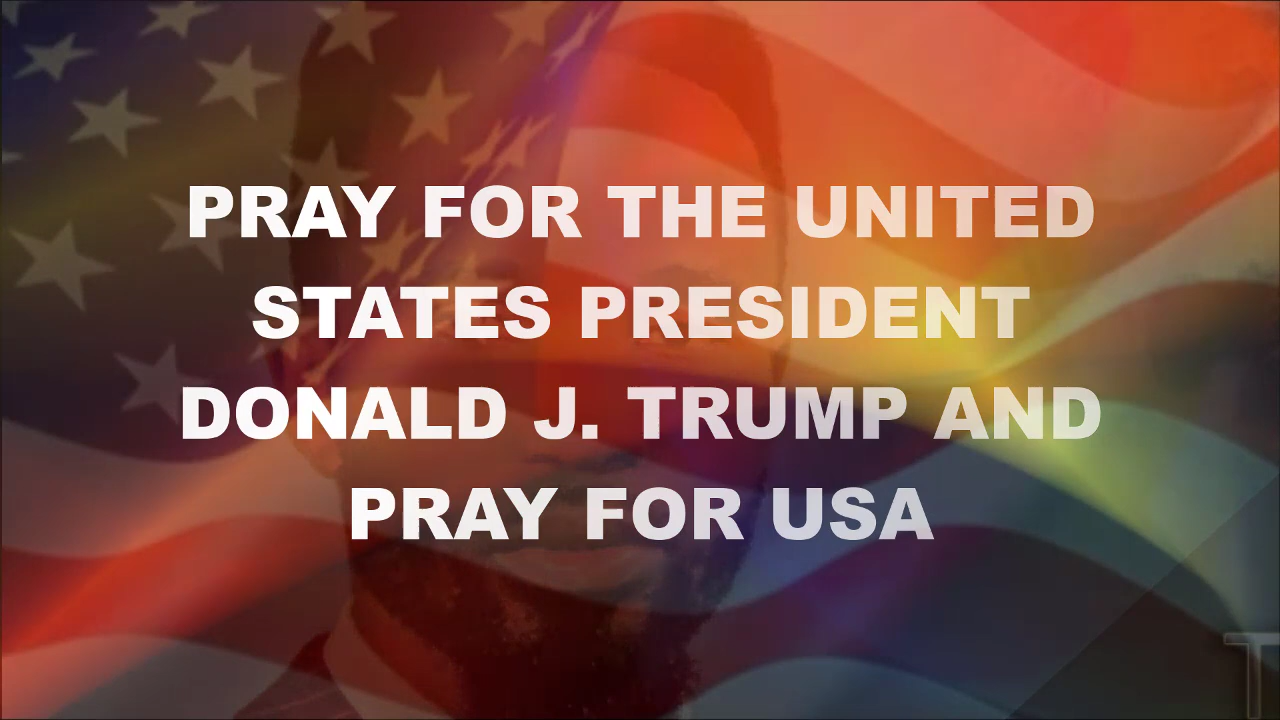 PRAY FOR THE UNITED
STATES PRESIDENT
DONALD J. TRUMP AND
PRAY FOR USA
T